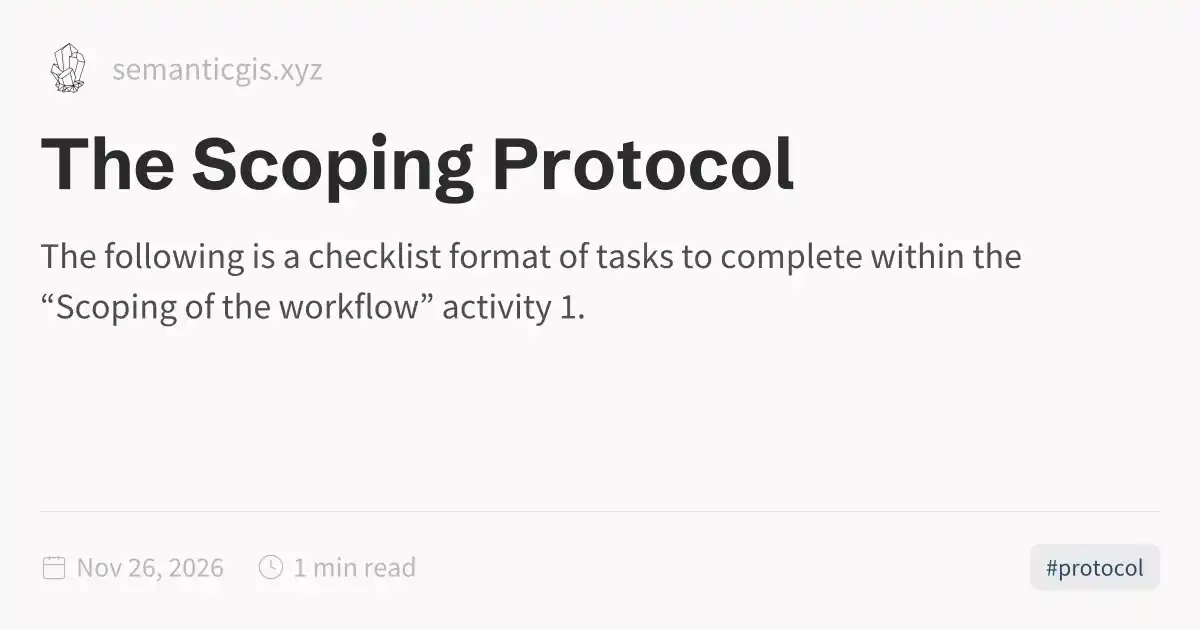 semanticgis.xyz
The Scoping Protocol
The following is a checklist format of tasks to complete within the
“Scoping of the workflow” activity 1.
Nov 26, 2026 1 min read #protocol